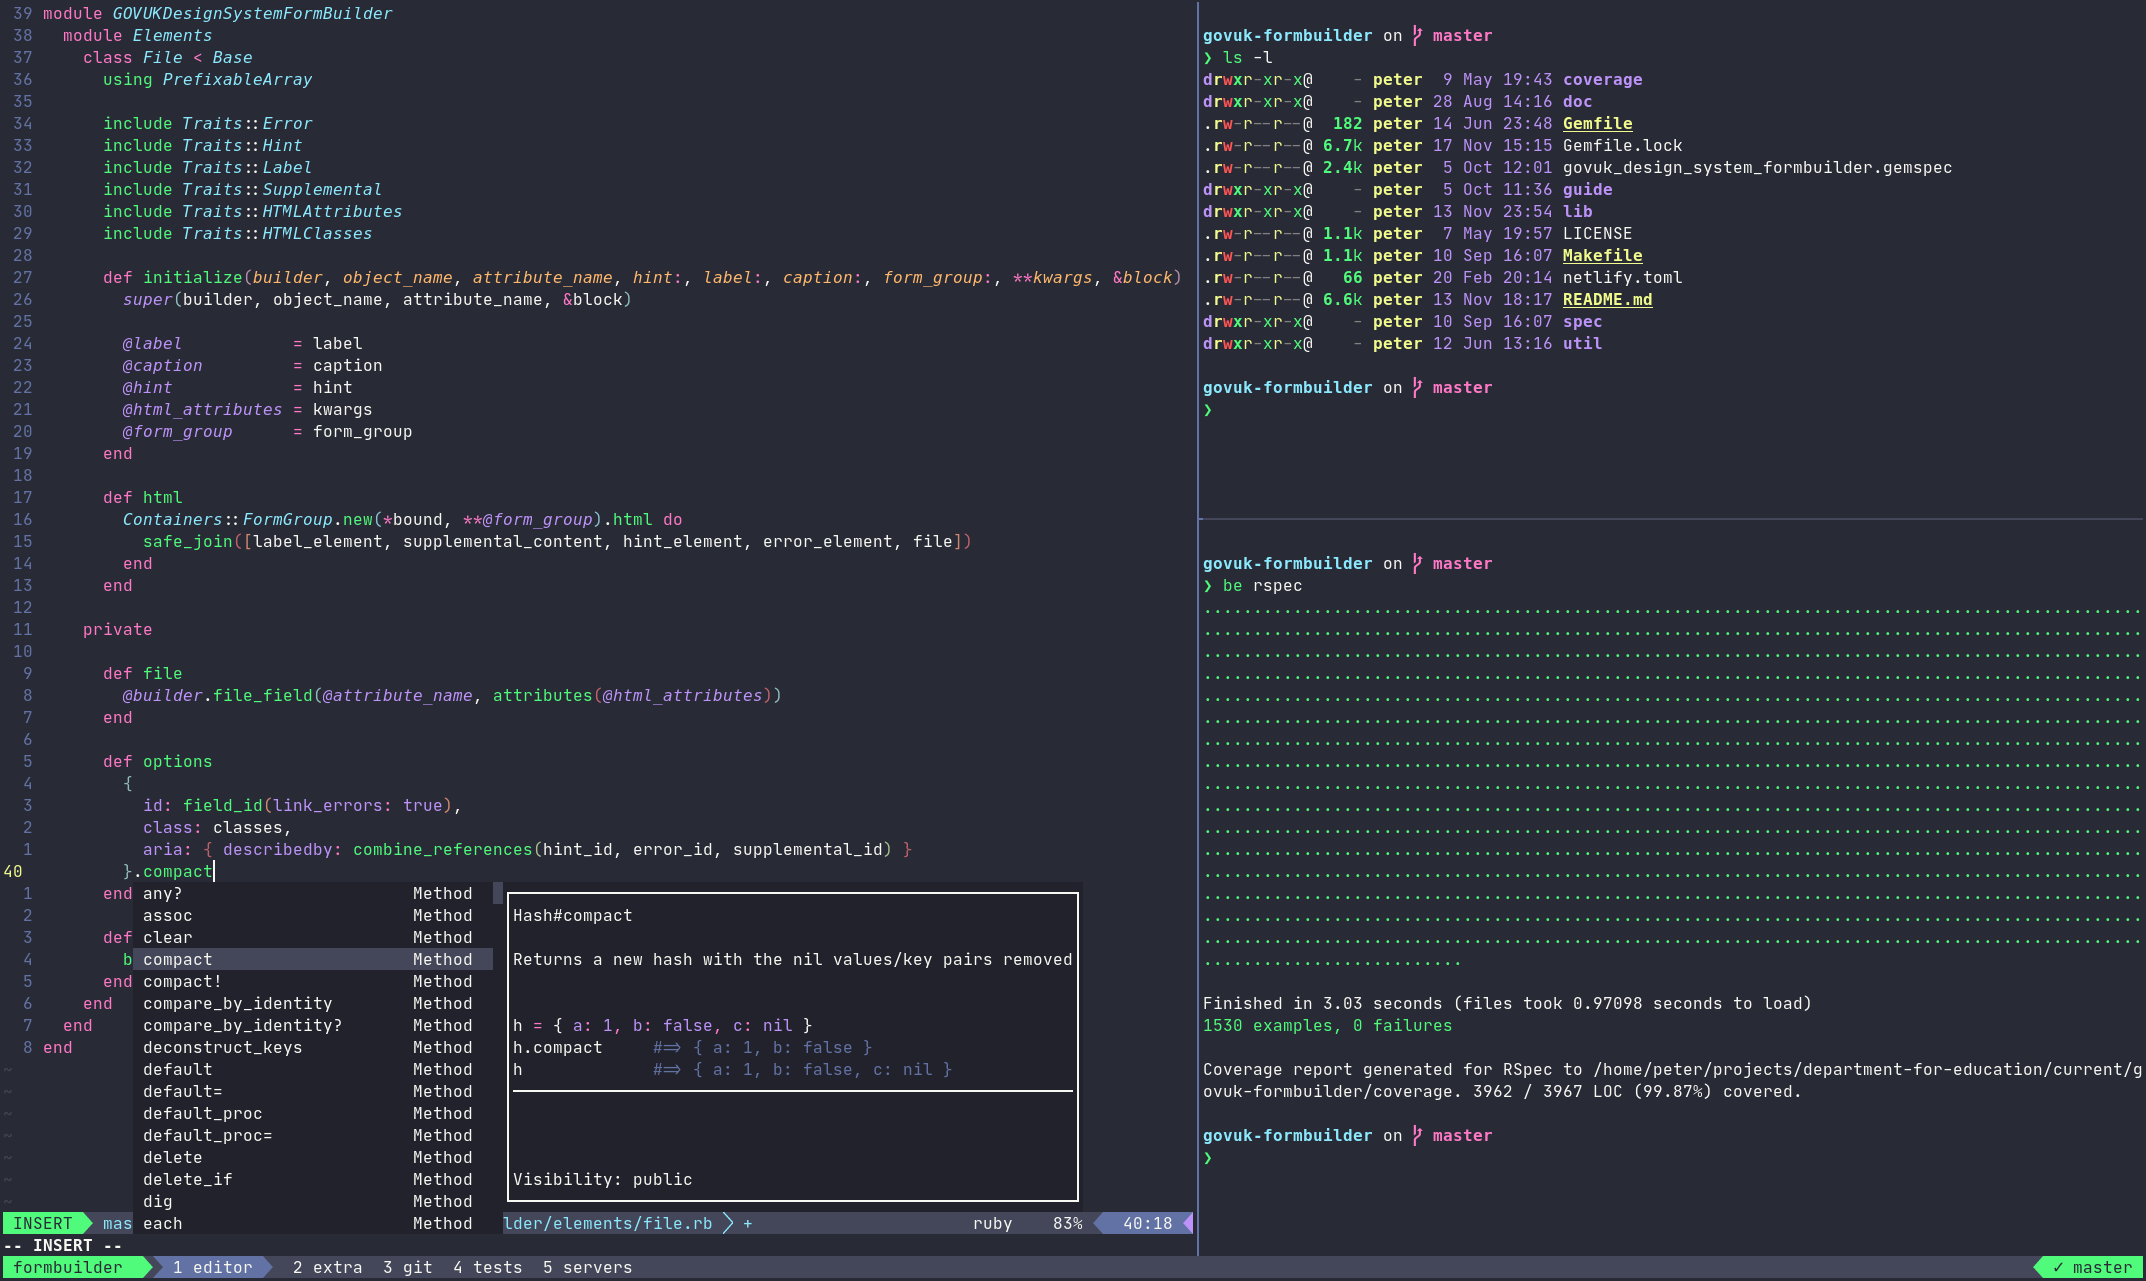 39 module GOVUKDesignSystemFormBuilder
38   module Elements
37     class File < Base
36       using PrefixableArray
35
34       include Traits::Error
33       include Traits::Hint
32       include Traits::Label
31       include Traits::Supplemental
30       include Traits::HTMLAttributes
29       include Traits::HTMLClasses
28
27       def initialize(builder, object_name, attribute_name, hint:, label:, caption:, form_group:, **kwargs, &block)
26         super(builder, object_name, attribute_name, &block)
25
24         @label           = label
23         @caption         = caption
22         @hint            = hint
21         @html_attributes = kwargs
20         @form_group      = form_group
19       end
18
17       def html
16         Containers::FormGroup.new(*bound, **@form_group).html do
15           safe_join([label_element, supplemental_content, hint_element, error_element, file])
14         end
13       end
12
11     private
10
9       def file
8         @builder.file_field(@attribute_name, attributes(@html_attributes))
7       end
6
5       def options
4         {
3           id: field_id(link_errors: true),
2           class: classes,
1           aria: { describedby: combine_references(hint_id, error_id, supplemental_id) }
40         }.compact
1       end
2
3       def
4         b
5       end
6     end
7   end
8 end
~
~
~
~
~
~
~
any? Method
assoc Method
clear Method
compact Method
compact! Method
compare_by_identity Method
compare_by_identity? Method
deconstruct_keys Method
default Method
default= Method
default_proc Method
default_proc= Method
delete Method
delete_if Method
dig Method
each Method
Hash#compact
Returns a new hash with the nil values/key pairs removed
h = { a: 1, b: false, c: nil }
h.compact     #=> { a: 1, b: false }
h             #=> { a: 1, b: false, c: nil }
Visibility: public
INSERT mas lder/elements/file.rb + ruby 83% 40:18
-- INSERT --
govuk-formbuilder on master
❯ ls -l
drwxr-xr-x@    - peter  9 May 19:43 coverage
drwxr-xr-x@    - peter 28 Aug 14:16 doc
.rw-r--r--@  182 peter 14 Jun 23:48 Gemfile
.rw-r--r--@ 6.7k peter 17 Nov 15:15 Gemfile.lock
.rw-r--r--@ 2.4k peter  5 Oct 12:01 govuk_design_system_formbuilder.gemspec
drwxr-xr-x@    - peter  5 Oct 11:36 guide
drwxr-xr-x@    - peter 13 Nov 23:54 lib
.rw-r--r--@ 1.1k peter  7 May 19:57 LICENSE
.rw-r--r--@ 1.1k peter 10 Sep 16:07 Makefile
.rw-r--r--@   66 peter 20 Feb 20:14 netlify.toml
.rw-r--r--@ 6.6k peter 13 Nov 18:17 README.md
drwxr-xr-x@    - peter 10 Sep 16:07 spec
drwxr-xr-x@    - peter 12 Jun 13:16 util
govuk-formbuilder on master
❯
govuk-formbuilder on master
❯ be rspec
Finished in 3.03 seconds (files took 0.97098 seconds to load)
1530 examples, 0 failures
Coverage report generated for RSpec to /home/peter/projects/department-for-education/current/g
ovuk-formbuilder/coverage. 3962 / 3967 LOC (99.87%) covered.
govuk-formbuilder on master
❯
formbuilder 1 editor 2 extra 3 git 4 tests 5 servers ✓ master